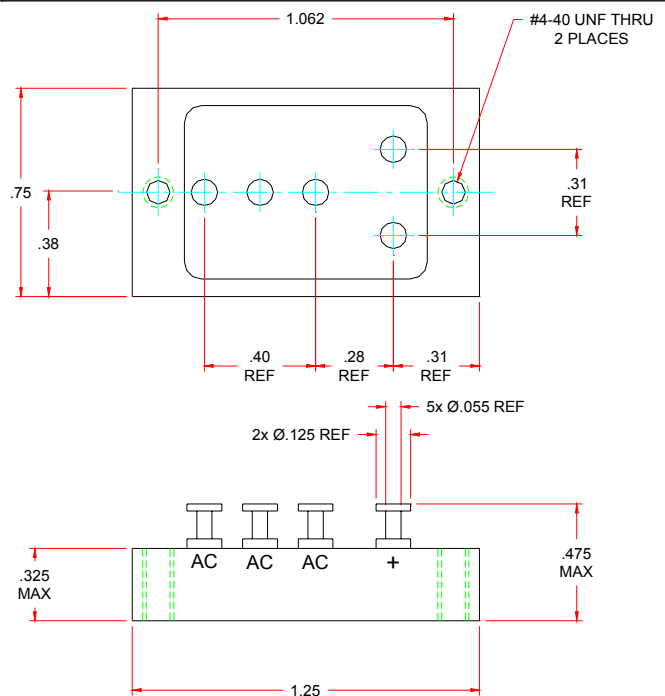 1.062
#4-40 UNF THRU
2 PLACES
.75
.38
.31
REF
.40
REF
.28
REF
.31
REF
5x Ø.055 REF
2x Ø.125 REF
AC
AC
AC
+
.325
MAX
.475
MAX
1.25